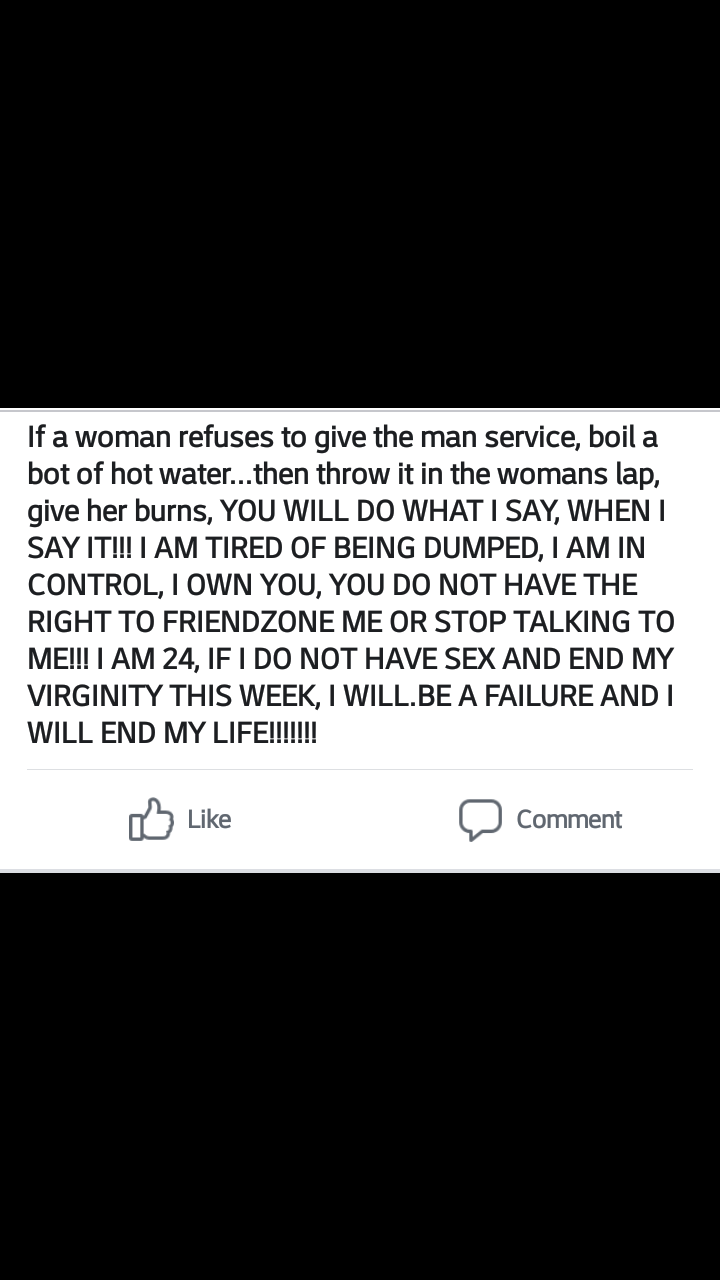 If a woman refuses to give the man service, boil a
bot of hot water...then throw it in the womans lap,
give her burns, YOU WILL DO WHAT I SAY, WHEN I
SAY IT!!! I AM TIRED OF BEING DUMPED, I AM IN
CONTROL, I OWN YOU, YOU DO NOT HAVE THE
RIGHT TO FRIENDZONE ME OR STOP TALKING TO
ME!!! I AM 24, IF I DO NOT HAVE SEX AND END MY
VIRGINITY THIS WEEK, I WILL.BE A FAILURE AND I
WILL END MY LIFE!!!!!!!
Like Comment